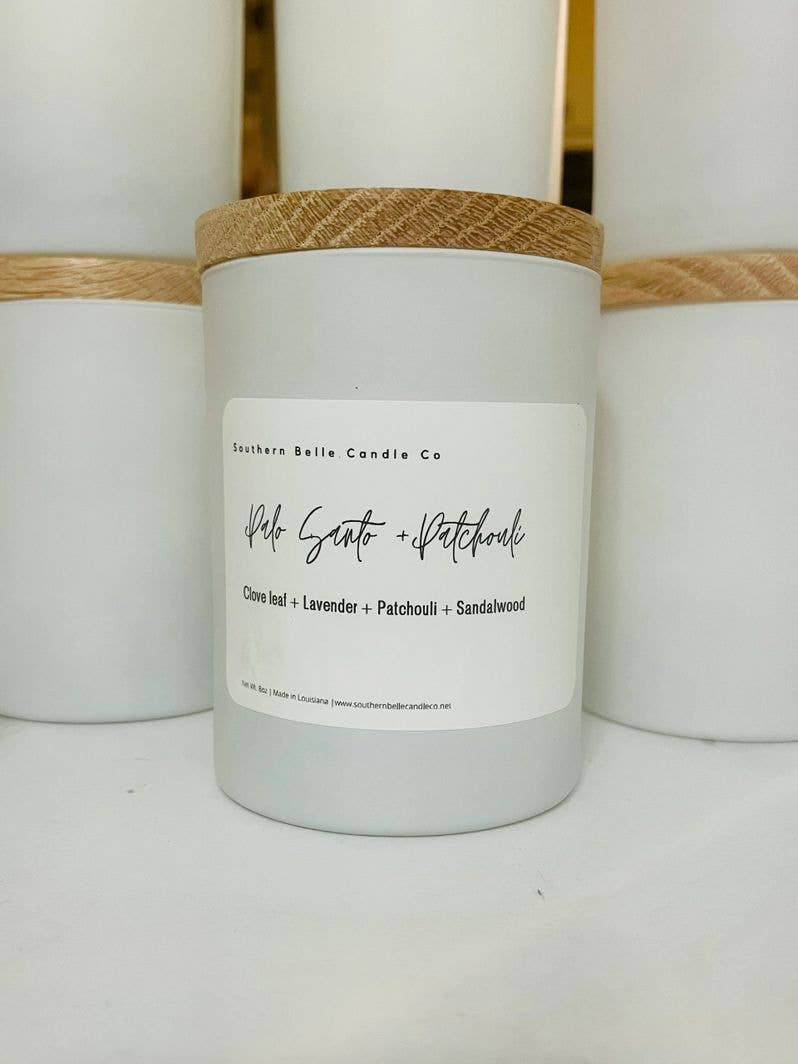 Southern Belle Candle Co
Palo Santo + Patchouli
Clove leaf + Lavender + Patchouli + Sandalwood
Net Wt. 8oz | Made in Louisiana | www.southernbellecandleco.net